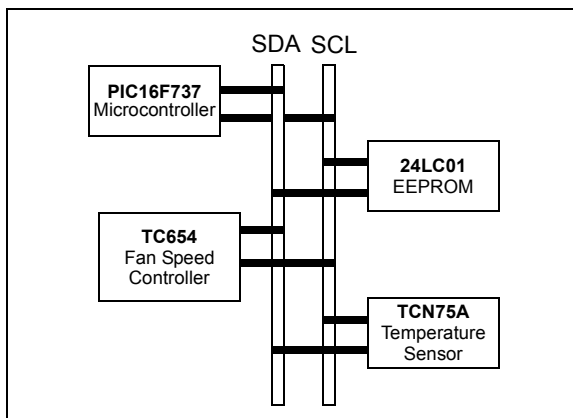 SDA SCL
PIC16F737
Microcontroller
24LC01
EEPROM
TC654
Fan Speed
Controller
TCN75A
Temperature
Sensor